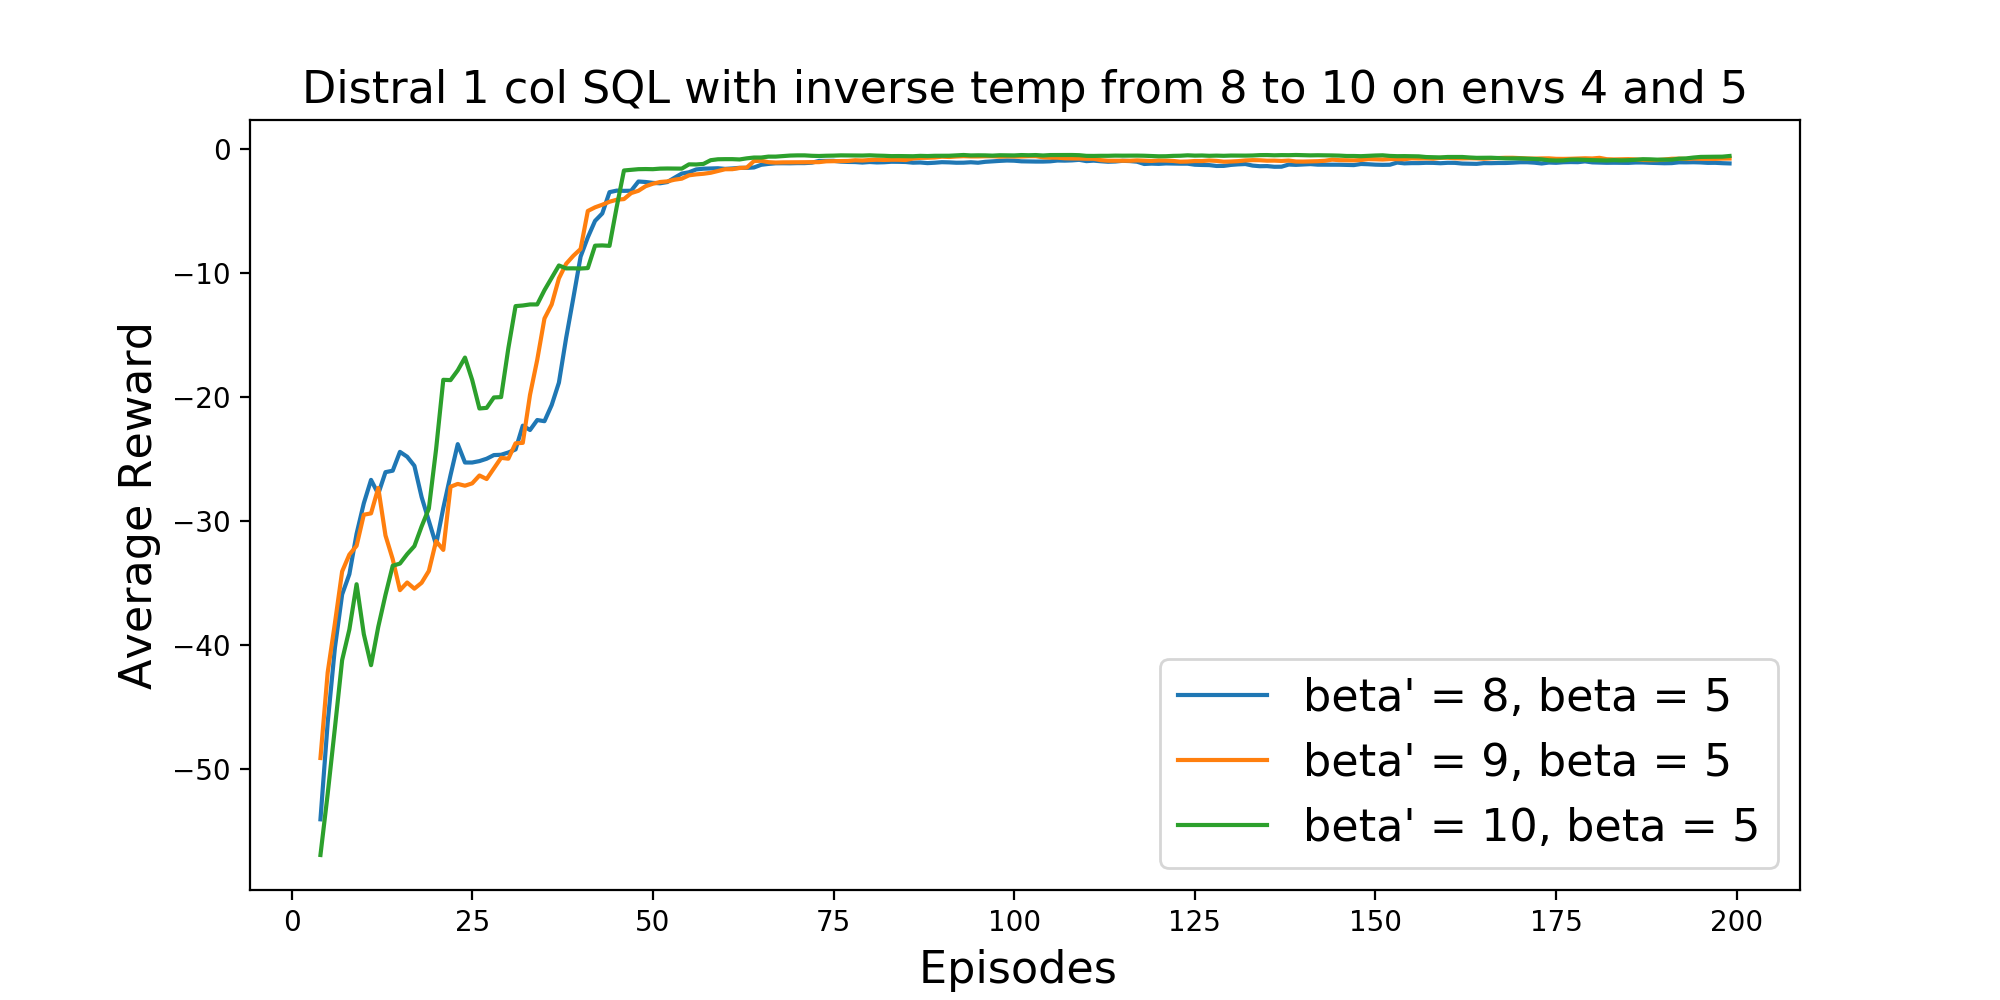 Distral 1 col SQL with inverse temp from 8 to 10 on envs 4 and 5
Average Reward
0
−10
−20
−30
−40
−50
beta' = 8, beta = 5
beta' = 9, beta = 5
beta' = 10, beta = 5
0 25 50 75 100 125 150 175 200
Episodes